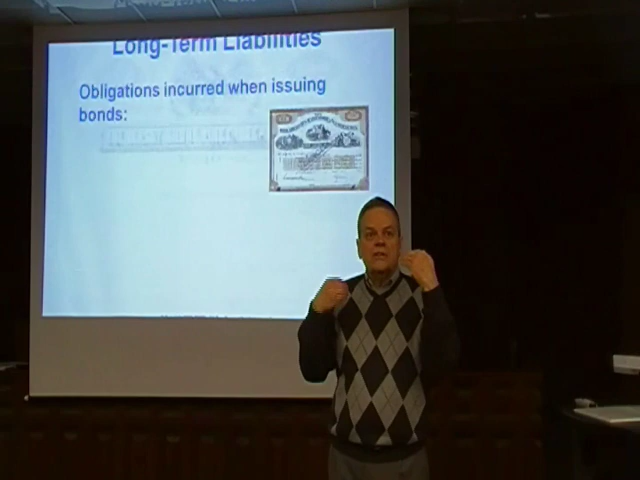 Long-Term Liabilities
Obligations incurred when issuing
bonds: